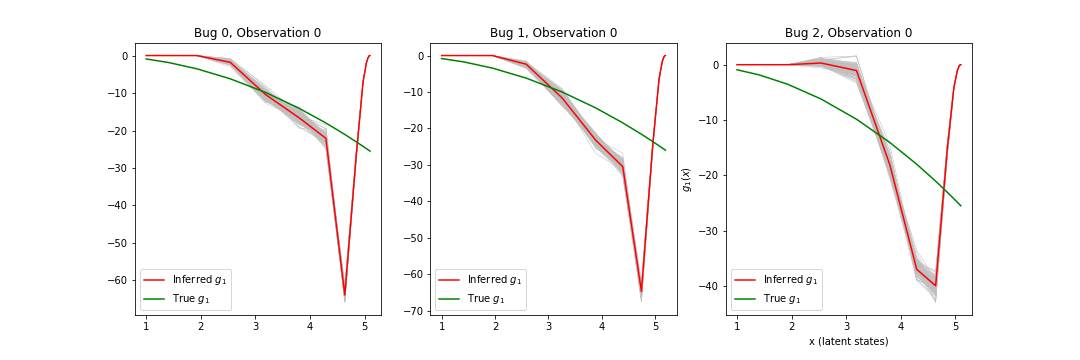 Bug 0, Observation 0
0
−10
−20
−30
−40
−50
−60
1 2 3 4 5
Inferred g₁
True g₁
Bug 1, Observation 0
0
−10
−20
−30
−40
−50
−60
−70
1 2 3 4 5
Inferred g₁
True g₁
Bug 2, Observation 0
g₁(x)
0
−10
−20
−30
−40
1 2 3 4 5
x (latent states)
Inferred g₁
True g₁